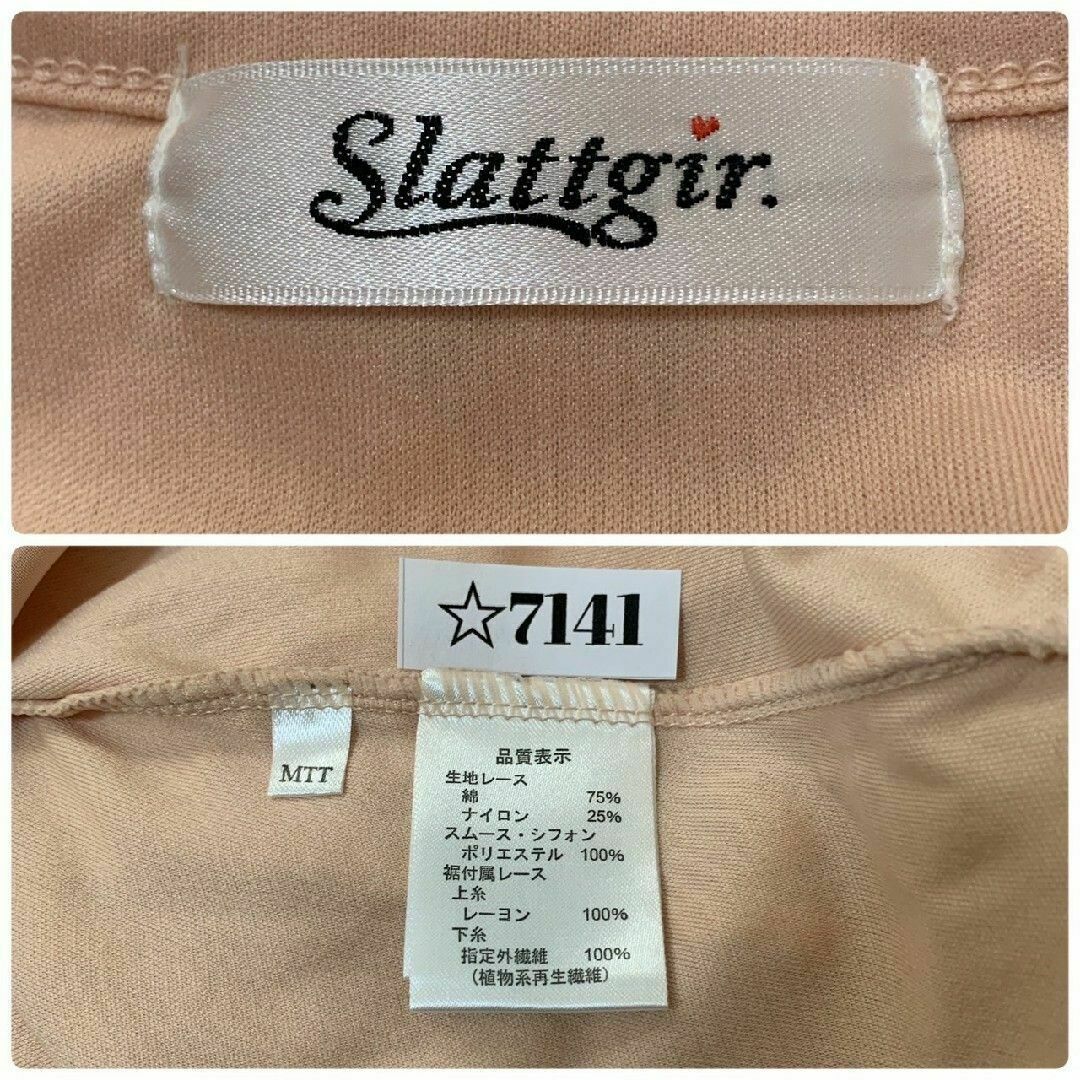 Slattgir.
☆7141
MTT
品質表示
生地レース
綿 75%
ナイロン 25%
スムース・シフォン
ポリエステル 100%
裾付属レース
上糸
レーヨン 100%
下糸
指定外繊維 100%
(植物系再生繊維)